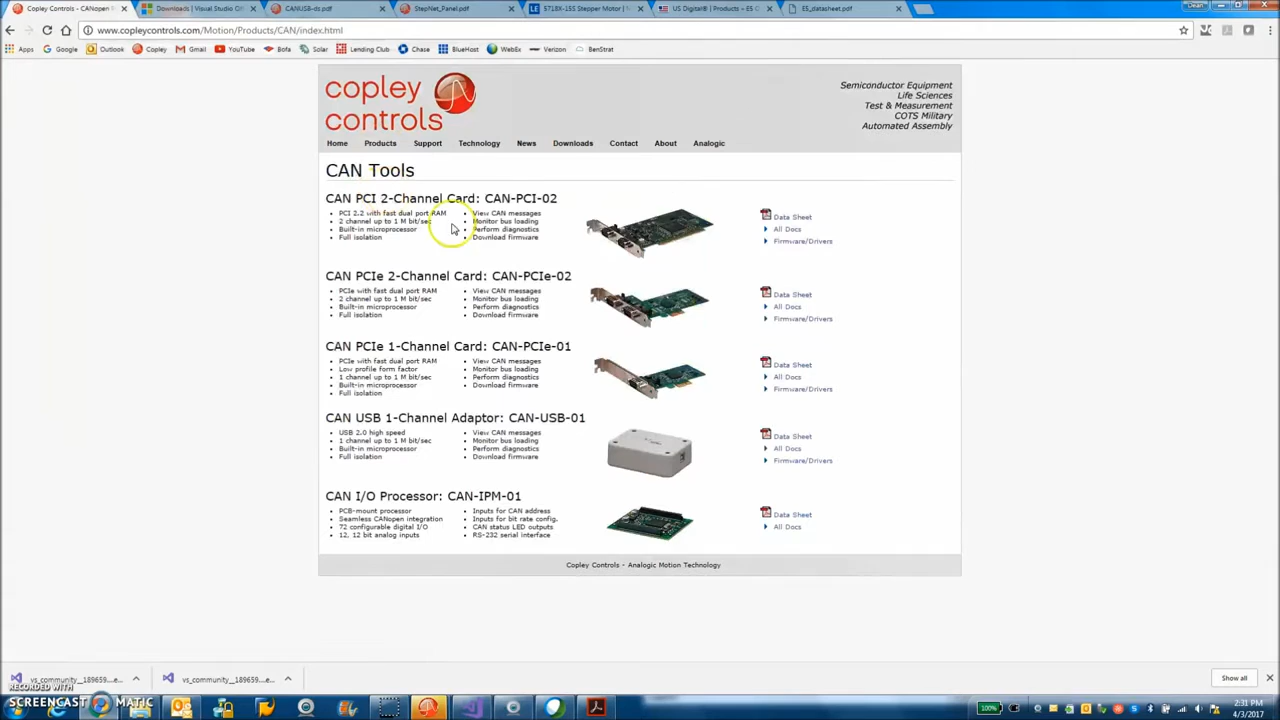 Copley Controls - CANopen N
Downloads | Visual Studio Of
CANUSB-ds.pdf
StepNet_Panel.pdf
5718X-15S Stepper Motor | N
US Digital® | Products » E5 O
E5_datasheet.pdf
Dean
www.copleycontrols.com/Motion/Products/CAN/index.html
Apps
Google
Outlook
Copley
Gmail
YouTube
Bofa
Solar
Lending Club
Chase
BlueHost
WebEx
Verizon
BenStrat
copley
controls
Semiconductor Equipment
Life Sciences
Test & Measurement
COTS Military
Automated Assembly
Home Products Support Technology News Downloads Contact About Analogic
CAN Tools
CAN PCI 2-Channel Card: CAN-PCI-02
PCI 2.2 with fast dual port RAM
2 channel up to 1 M bit/sec
Built-in microprocessor
Full isolation
View CAN messages
Monitor bus loading
Perform diagnostics
Download firmware
Data Sheet
All Docs
Firmware/Drivers
CAN PCIe 2-Channel Card: CAN-PCIe-02
PCIe with fast dual port RAM
2 channel up to 1 M bit/sec
Built-in microprocessor
Full isolation
View CAN messages
Monitor bus loading
Perform diagnostics
Download firmware
Data Sheet
All Docs
Firmware/Drivers
CAN PCIe 1-Channel Card: CAN-PCIe-01
PCIe with fast dual port RAM
Low profile form factor
1 channel up to 1 M bit/sec
Built-in microprocessor
Full isolation
View CAN messages
Monitor bus loading
Perform diagnostics
Download firmware
Data Sheet
All Docs
Firmware/Drivers
CAN USB 1-Channel Adaptor: CAN-USB-01
USB 2.0 high speed
1 channel up to 1 M bit/sec
Built-in microprocessor
Full isolation
View CAN messages
Monitor bus loading
Perform diagnostics
Download firmware
Data Sheet
All Docs
Firmware/Drivers
CAN I/O Processor: CAN-IPM-01
PCB-mount processor
Seamless CANopen integration
72 configurable digital I/O
12, 12 bit analog inputs
Inputs for CAN address
Inputs for bit rate config.
CAN status LED outputs
RS-232 serial interface
Data Sheet
All Docs
Copley Controls - Analogic Motion Technology
vs_community__189659....e...
vs_community__189659....e...
Show all
RECORDED WITH
SCREENCAST MATIC
100%
2:31 PM
4/3/2017